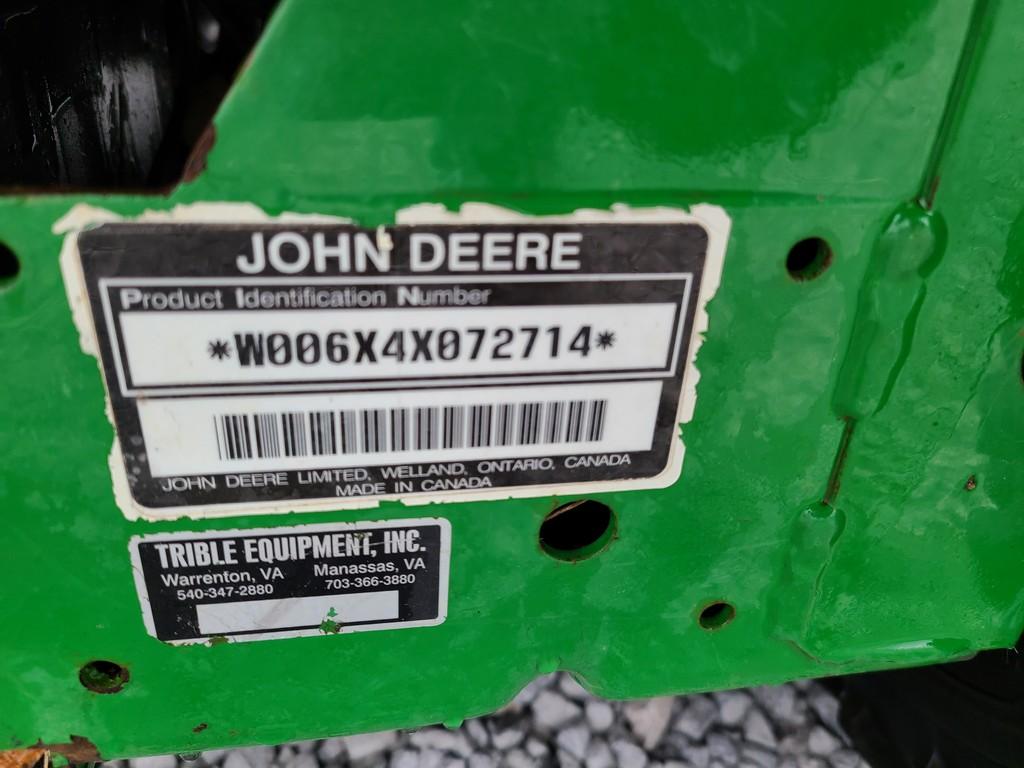 JOHN DEERE
Product Identification Number
*W006X4X072714*
JOHN DEERE LIMITED, WELLAND, ONTARIO, CANADA
MADE IN CANADA
TRIBLE EQUIPMENT, INC.
Warrenton, VA Manassas, VA
540-347-2880 703-366-3880